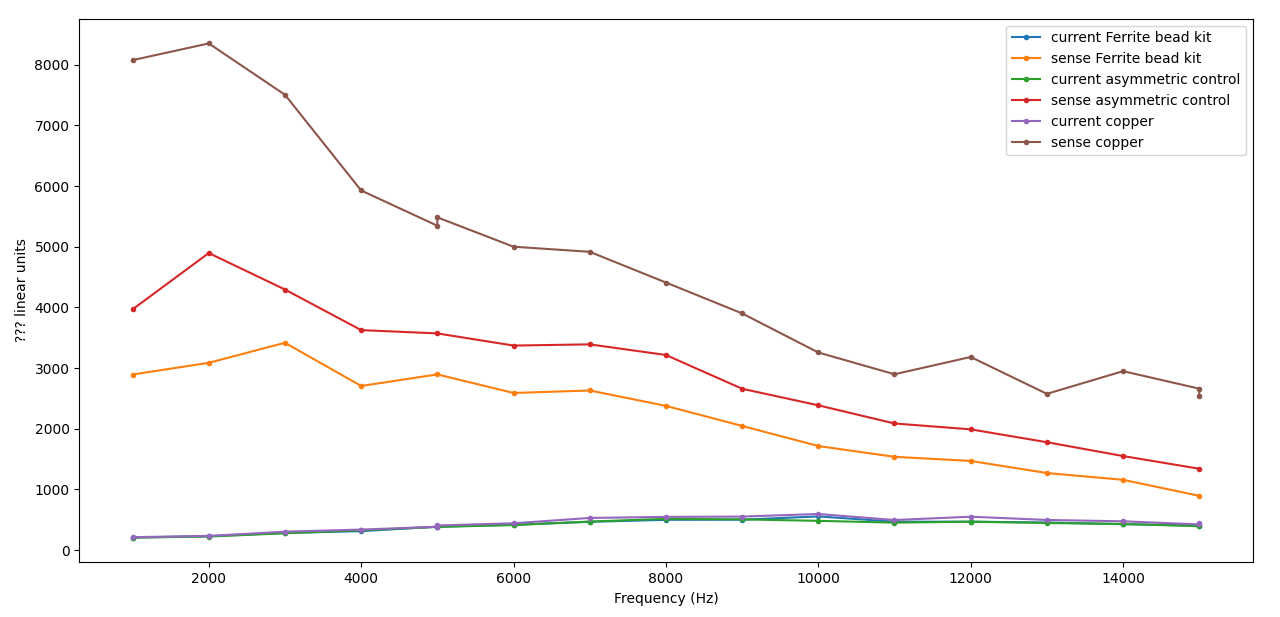 current Ferrite bead kit
sense Ferrite bead kit
current asymmetric control
sense asymmetric control
current copper
sense copper
8000
7000
6000
5000
4000
3000
2000
1000
0
??? linear units
2000 4000 6000 8000 10000 12000 14000
Frequency (Hz)